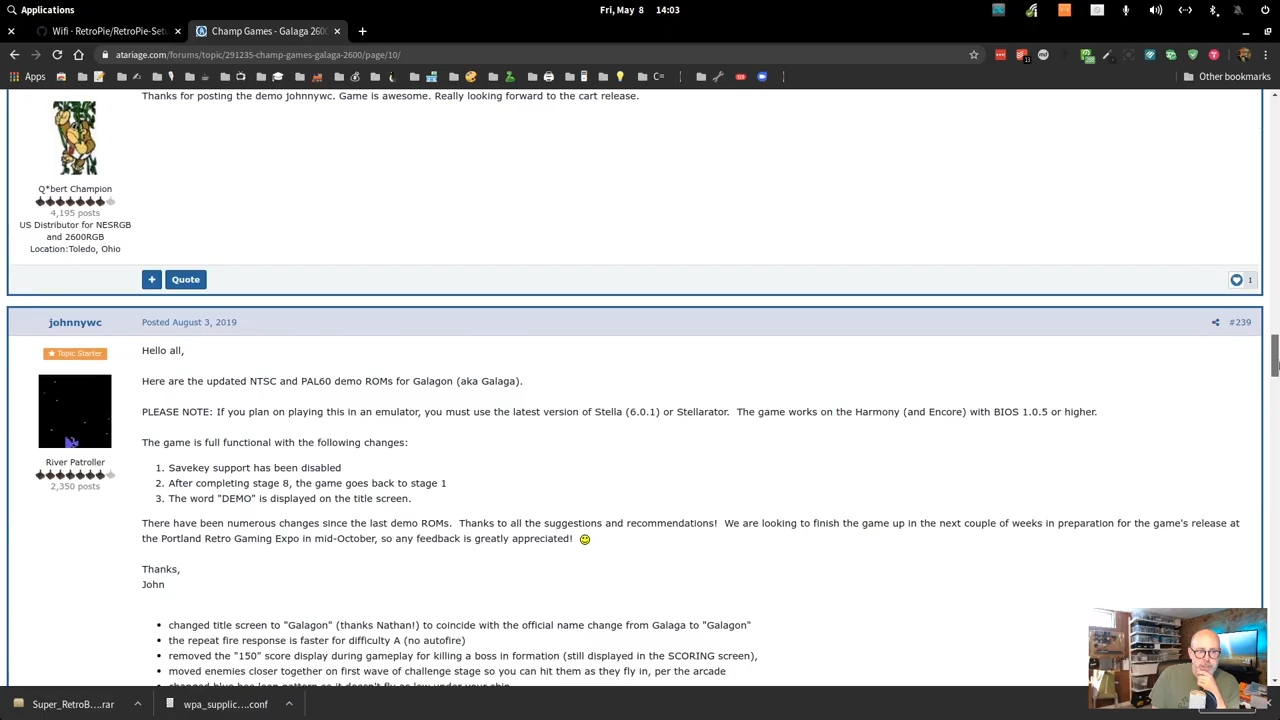 Applications
Fri, May 8 14:03
Wifi · RetroPie/RetroPie-Setu
Champ Games - Galaga 2600
atariage.com/forums/topic/291235-champ-games-galaga-2600/page/10/
Apps
C=
Other bookmarks
Thanks for posting the demo johnnywc. Game is awesome. Really looking forward to the cart release.
Q*bert Champion
4,195 posts
US Distributor for NESRGB
and 2600RGB
Location:Toledo, Ohio
+ Quote
1
johnnywc
Posted August 3, 2019
#239
Topic Starter
River Patroller
2,350 posts
Hello all,
Here are the updated NTSC and PAL60 demo ROMs for Galagon (aka Galaga).
PLEASE NOTE: If you plan on playing this in an emulator, you must use the latest version of Stella (6.0.1) or Stellarator. The game works on the Harmony (and Encore) with BIOS 1.0.5 or higher.
The game is full functional with the following changes:
1. Savekey support has been disabled
2. After completing stage 8, the game goes back to stage 1
3. The word "DEMO" is displayed on the title screen.
There have been numerous changes since the last demo ROMs. Thanks to all the suggestions and recommendations! We are looking to finish the game up in the next couple of weeks in preparation for the game's release at
the Portland Retro Gaming Expo in mid-October, so any feedback is greatly appreciated!
Thanks,
John
changed title screen to "Galagon" (thanks Nathan!) to coincide with the official name change from Galaga to "Galagon"
the repeat fire response is faster for difficulty A (no autofire)
removed the "150" score display during gameplay for killing a boss in formation (still displayed in the SCORING screen),
moved enemies closer together on first wave of challenge stage so you can hit them as they fly in, per the arcade
Super_RetroB....rar
wpa_supplic....conf